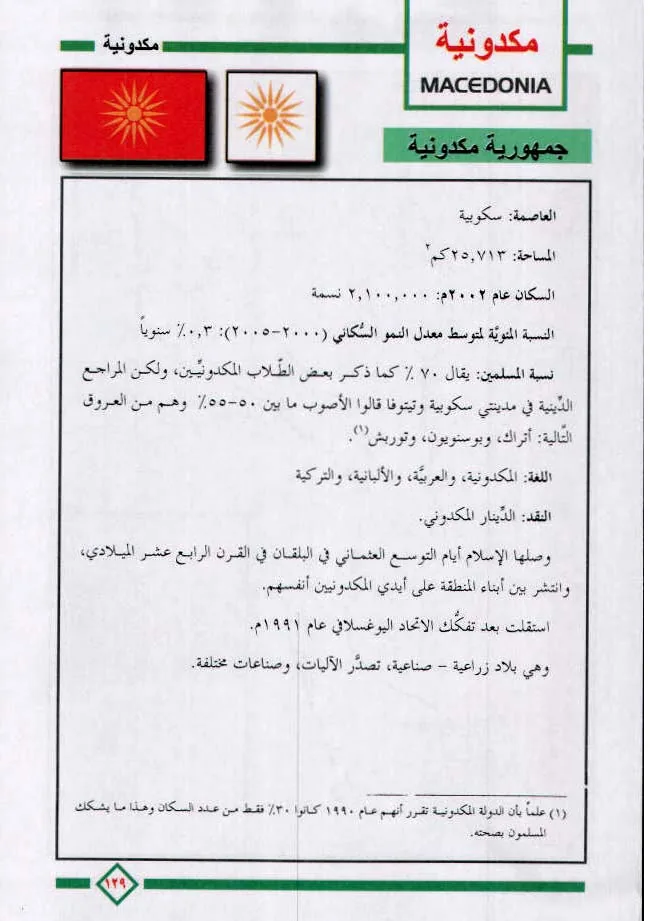 مكدونية
مكدونية
MACEDONIA
جمهورية مكدونية
العاصمة: سكوبية
المساحة: ٢٥,٧١٣كم٢
السكان عام ٢٠٠٢م: ٢,١٠٠,٠٠٠ نسمة
النسبة المئويَّة لمتوسط معدل النمو السُّكاني (٢٠٠٠-٢٠٠٥): ٠,٣٪ سنوياً
نسبة المسلمين: يقال ٧٠ ٪ كما ذكر بعض الطّلاب المكدونيِّين، ولكن المراجع
الدِّينية في مدينتي سكوبية وتيتوفا قالوا الأصوب ما بين ٥٠-٥٥٪ وهم من العروق
التَّالية: أتراك، وبوسنويون، وتوربش(١).
اللغة: المكدونية، والعربيَّة، والألبانية، والتركية
النقد: الدِّينار المكدوني.
وصلها الإسلام أيام التوسع العثماني في البلقان في القرن الرابع عشر الميلادي،
وانتشر بين أبناء المنطقة على أيدي المكدونيين أنفسهم.
استقلت بعد تفكُّك الاتحاد اليوغسلافي عام ١٩٩١م.
وهي بلاد زراعية - صناعية، تصدَّر الآليات، وصناعات مختلفة.
(١) علماً بأن الدولة المكدونية تقرر أنهم عام ١٩٩٠ كانوا ٣٠٪ فقط من عدد السكان وهذا ما يشكك
المسلمون بصحته.
١٢٩